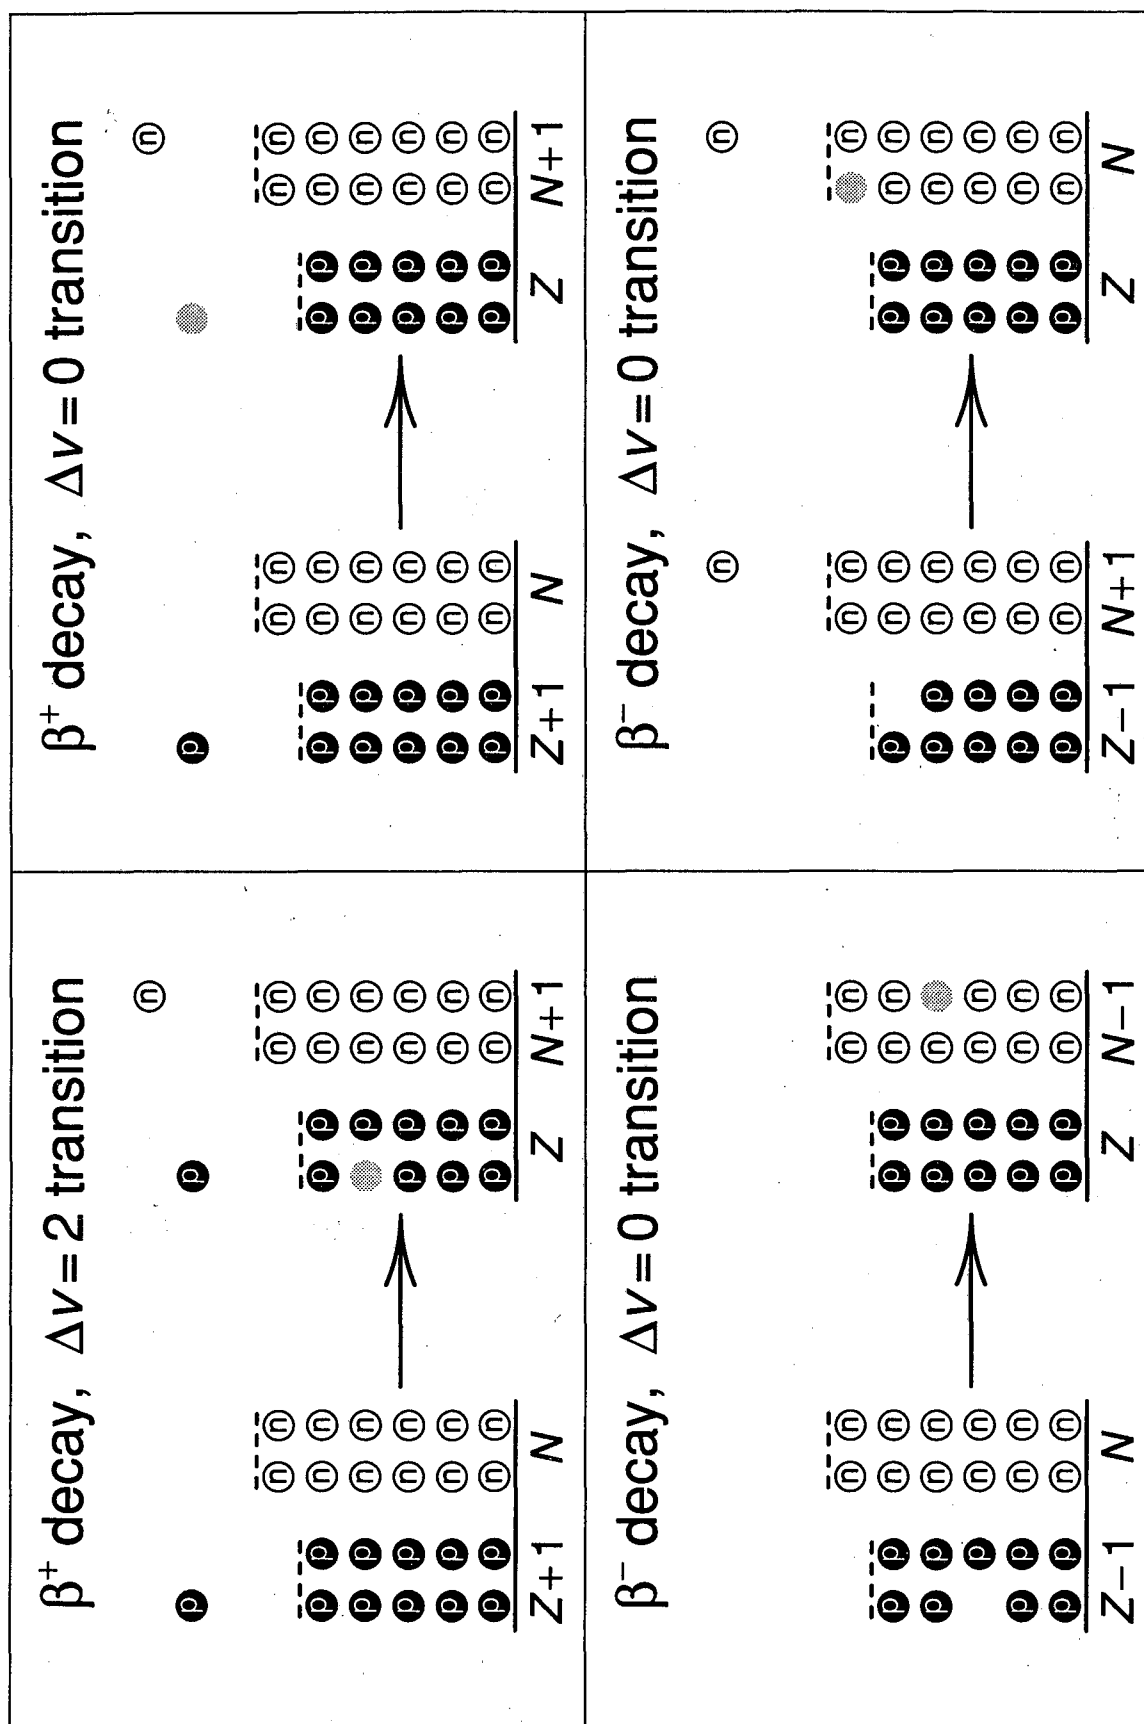 β⁺ decay, Δv=2 transition
n
p p
n n n n
p p n n p p n n
p p n n p n n
p p n n p p n n
p p n n p p n n
p p n n p p n n
Z+1 N Z N+1
β⁺ decay, Δv=0 transition
n
p
n n n n
p p n n p p n n
p p n n p p n n
p p n n p p n n
p p n n p p n n
p p n n p p n n
Z+1 N Z N+1
β⁻ decay, Δv=0 transition
n n n n
p p n n p p n n
p p n n p p n
p n n p p n n
p p n n p p n n
p p n n p p n n
Z−1 N Z N−1
β⁻ decay, Δv=0 transition
n n
n n n
p n n p p n n
p p n n p p n n
p p n n p p n n
p p n n p p n n
p p n n p p n n
Z−1 N+1 Z N